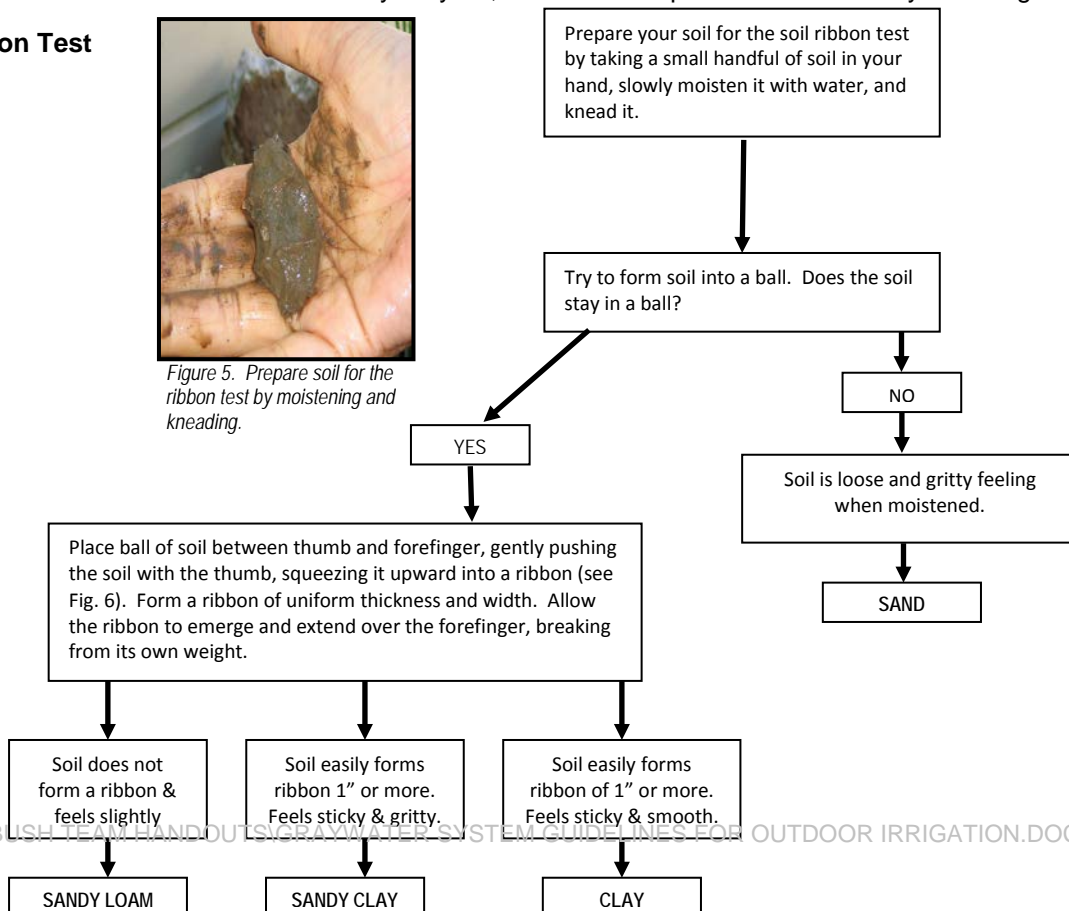 on Test
Prepare your soil for the soil ribbon test
by taking a small handful of soil in your
hand, slowly moisten it with water, and
knead it.
Try to form soil into a ball. Does the soil
stay in a ball?
Figure 5. Prepare soil for the
ribbon test by moistening and
kneading.
NO
YES
Soil is loose and gritty feeling
when moistened.
SAND
Place ball of soil between thumb and forefinger, gently pushing
the soil with the thumb, squeezing it upward into a ribbon (see
Fig. 6). Form a ribbon of uniform thickness and width. Allow
the ribbon to emerge and extend over the forefinger, breaking
from its own weight.
Soil does not
form a ribbon &
feels slightly
Soil easily forms
ribbon 1” or more.
Feels sticky & gritty.
Soil easily forms
ribbon of 1” or more.
Feels sticky & smooth.
BUSH TEAM HANDOUTS\GRAYWATER SYSTEM GUIDELINES FOR OUTDOOR IRRIGATION.DOC
SANDY LOAM
SANDY CLAY
CLAY